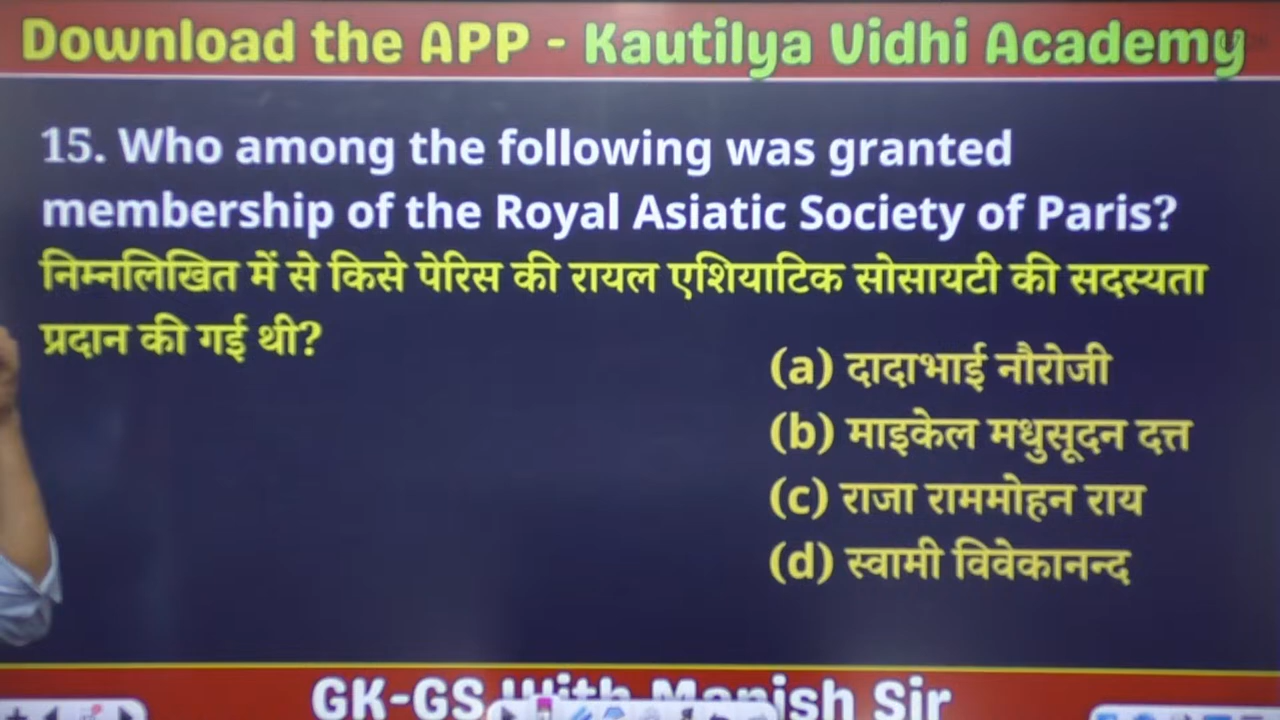 Download the APP - Kautilya Vidhi Academy
15. Who among the following was granted
membership of the Royal Asiatic Society of Paris?
निम्नलिखित में से किसे पेरिस की रायल एशियाटिक सोसायटी की सदस्यता
प्रदान की गई थी?
(a) दादाभाई नौरोजी
(b) माइकेल मधुसूदन दत्त
(c) राजा राममोहन राय
(d) स्वामी विवेकानन्द
GK-GS With Manish Sir